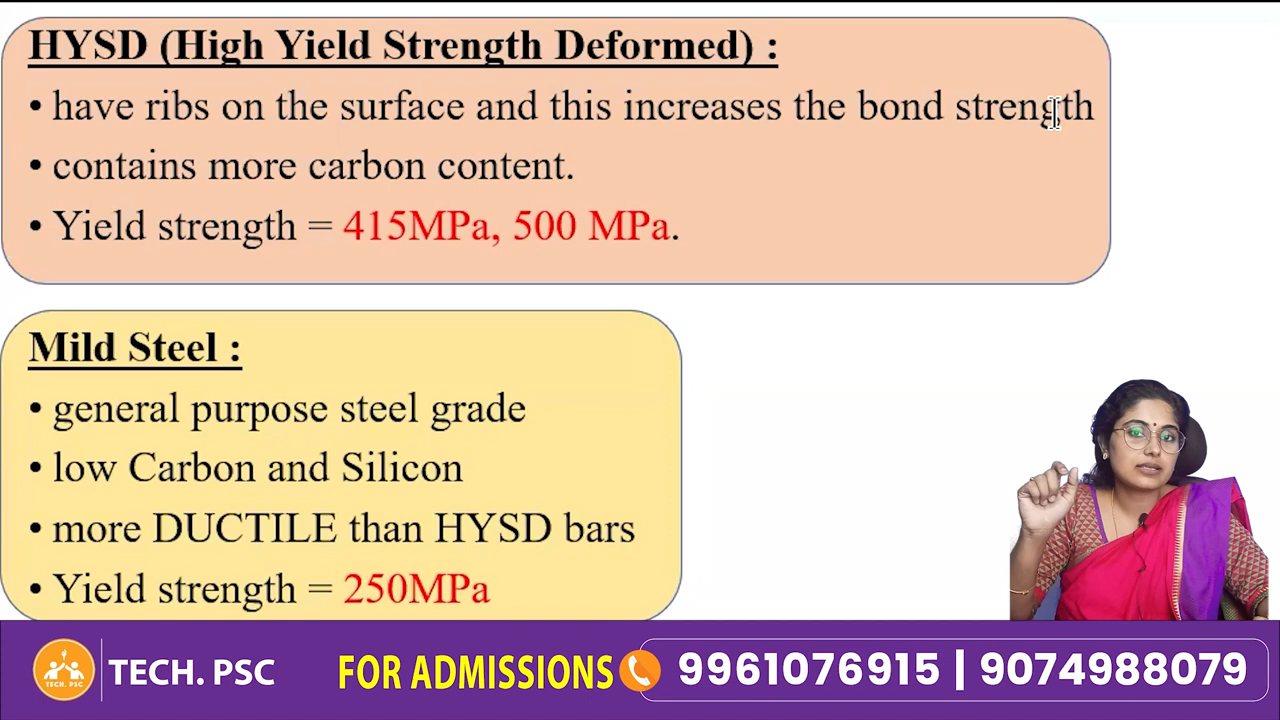 HYSD (High Yield Strength Deformed) :
• have ribs on the surface and this increases the bond strength
• contains more carbon content.
• Yield strength = 415MPa, 500 MPa.
Mild Steel :
• general purpose steel grade
• low Carbon and Silicon
• more DUCTILE than HYSD bars
• Yield strength = 250MPa
TECH. PSC
TECH. PSC
FOR ADMISSIONS
9961076915 | 9074988079